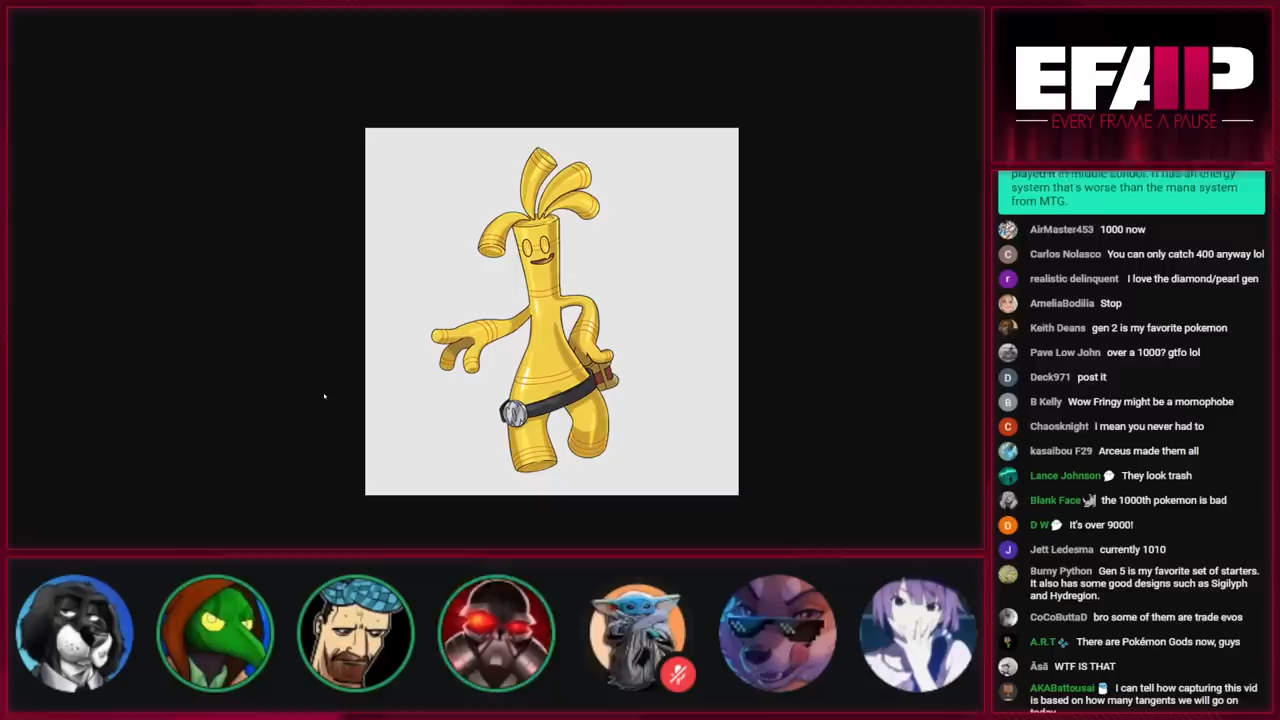 EFAP
EVERY FRAME A PAUSE
system that's worse than the mana system
from MTG.
AirMaster453 1000 now
Carlos Nolasco You can only catch 400 anyway lol
realistic delinquent I love the diamond/pearl gen
AmeliaBodilia Stop
Keith Deans gen 2 is my favorite pokemon
Pave Low John over a 1000? gtfo lol
Deck971 post it
B Kelly Wow Fringy might be a momophobe
Chaosknight i mean you never had to
kasaibou F29 Arceus made them all
Lance Johnson They look trash
Blank Face the 1000th pokemon is bad
D W It's over 9000!
Jett Ledesma currently 1010
Burny Python Gen 5 is my favorite set of starters.
It also has some good designs such as Sigilyph
and Hydregion.
CoCoButtaD bro some of them are trade evos
A.R.T There are Pokémon Gods now, guys
Äsä WTF IS THAT
AKABattousai I can tell how capturing this vid
is based on how many tangents we will go on